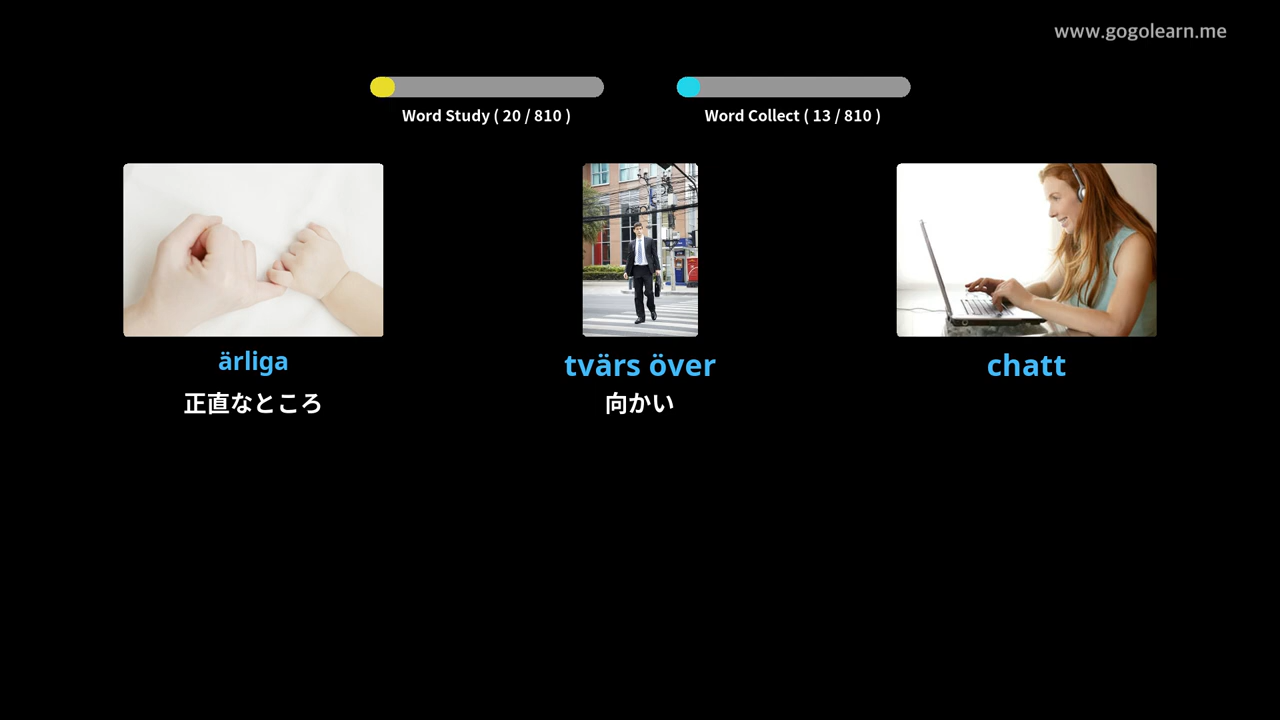 www.gogolearn.me
Word Study ( 20 / 810 )
Word Collect ( 13 / 810 )
ärliga
tvärs över
chatt
正直なところ
向かい